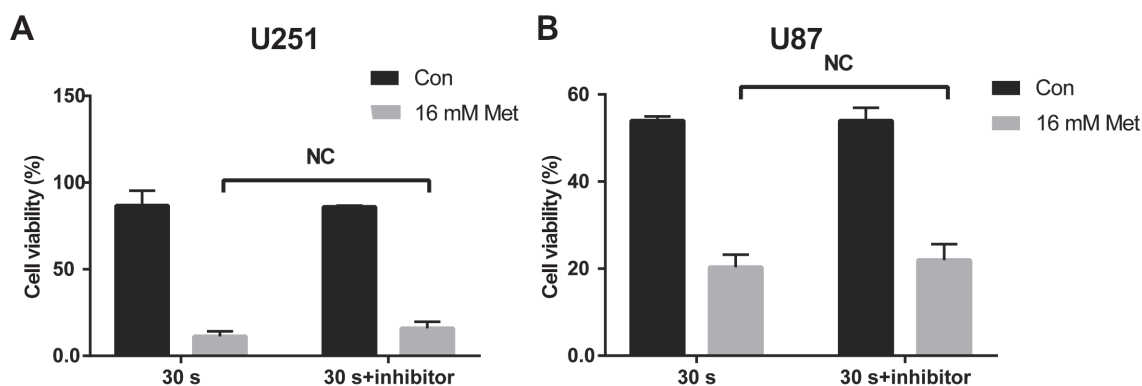 A
U251
Con
16 mM Met
NC
Cell viability (%)
150
100
50
0.0
30 s
30 s+inhibitor
B
U87
NC
Con
16 mM Met
Cell viability (%)
60
40
20
0.0
30 s
30 s+inhibitor